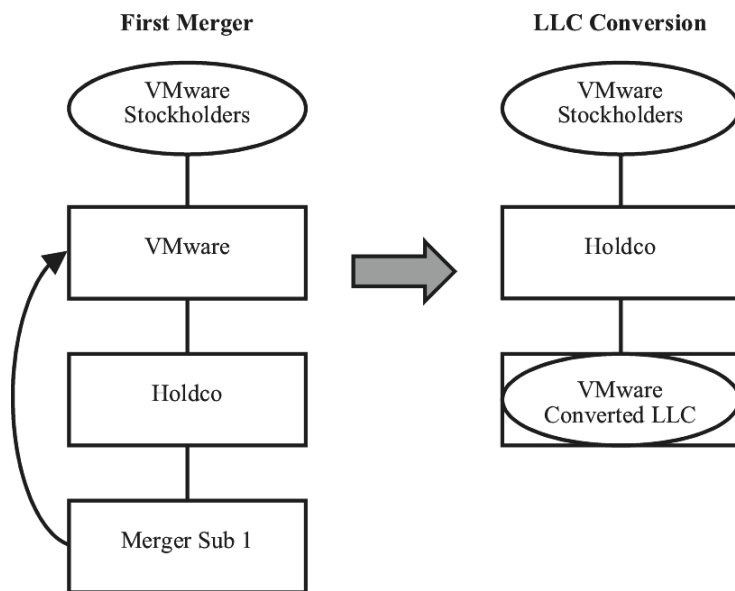 First Merger
VMware
Stockholders
VMware
Holdco
Merger Sub 1
LLC Conversion
VMware
Stockholders
Holdco
VMware
Converted LLC